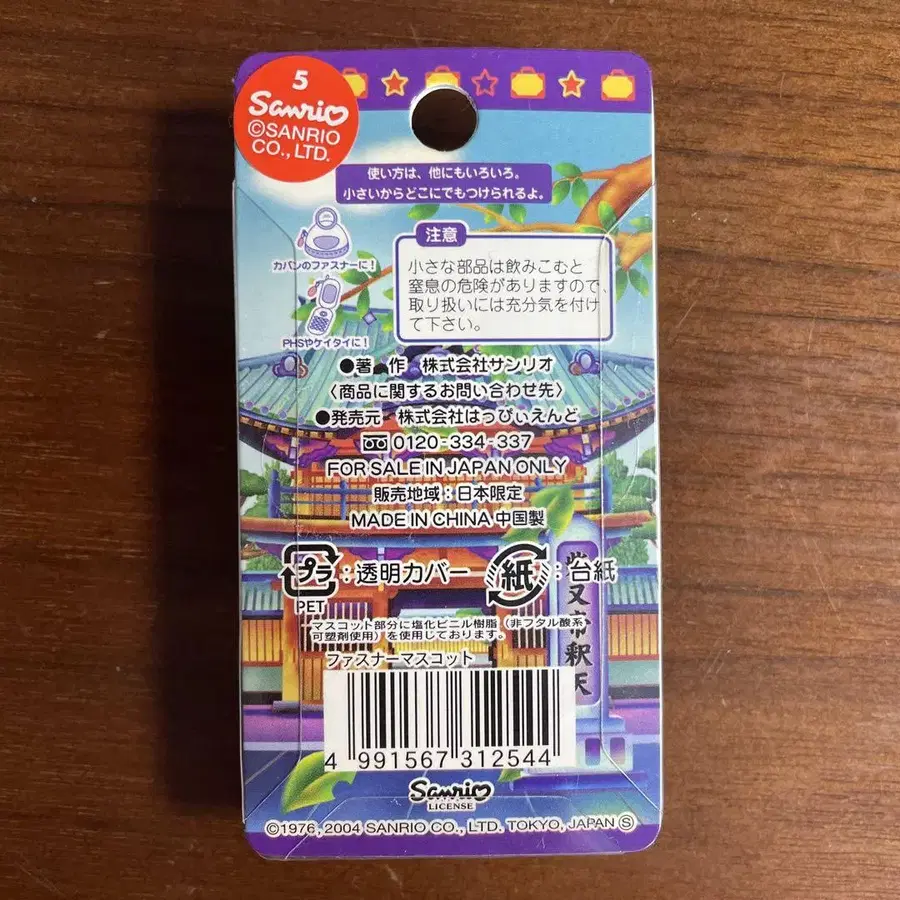 5
Sanrio
©SANRIO
CO., LTD.
使い方は、他にもいろいろ。
小さいからどこにでもつけられるよ。
カバンのファスナーに！
PHSやケイタイに！
注意
小さな部品は飲みこむと
窒息の危険がありますので、
取り扱いには充分気を付け
て下さい。
●著 作 株式会社サンリオ
〈商品に関するお問い合わせ先〉
●発売元 株式会社はっぴぃえんど
0120-334-337
FOR SALE IN JAPAN ONLY
販売地域：日本限定
MADE IN CHINA 中国製
プラ：透明カバー 紙：台紙
PET
マスコット部分に塩化ビニル樹脂（非フタル酸系
可塑剤使用）を使用しております。
ファスナーマスコット
柴又帝釈天
4 991567 312544
Sanrio
LICENSE
©1976, 2004 SANRIO CO., LTD. TOKYO, JAPAN Ⓢ